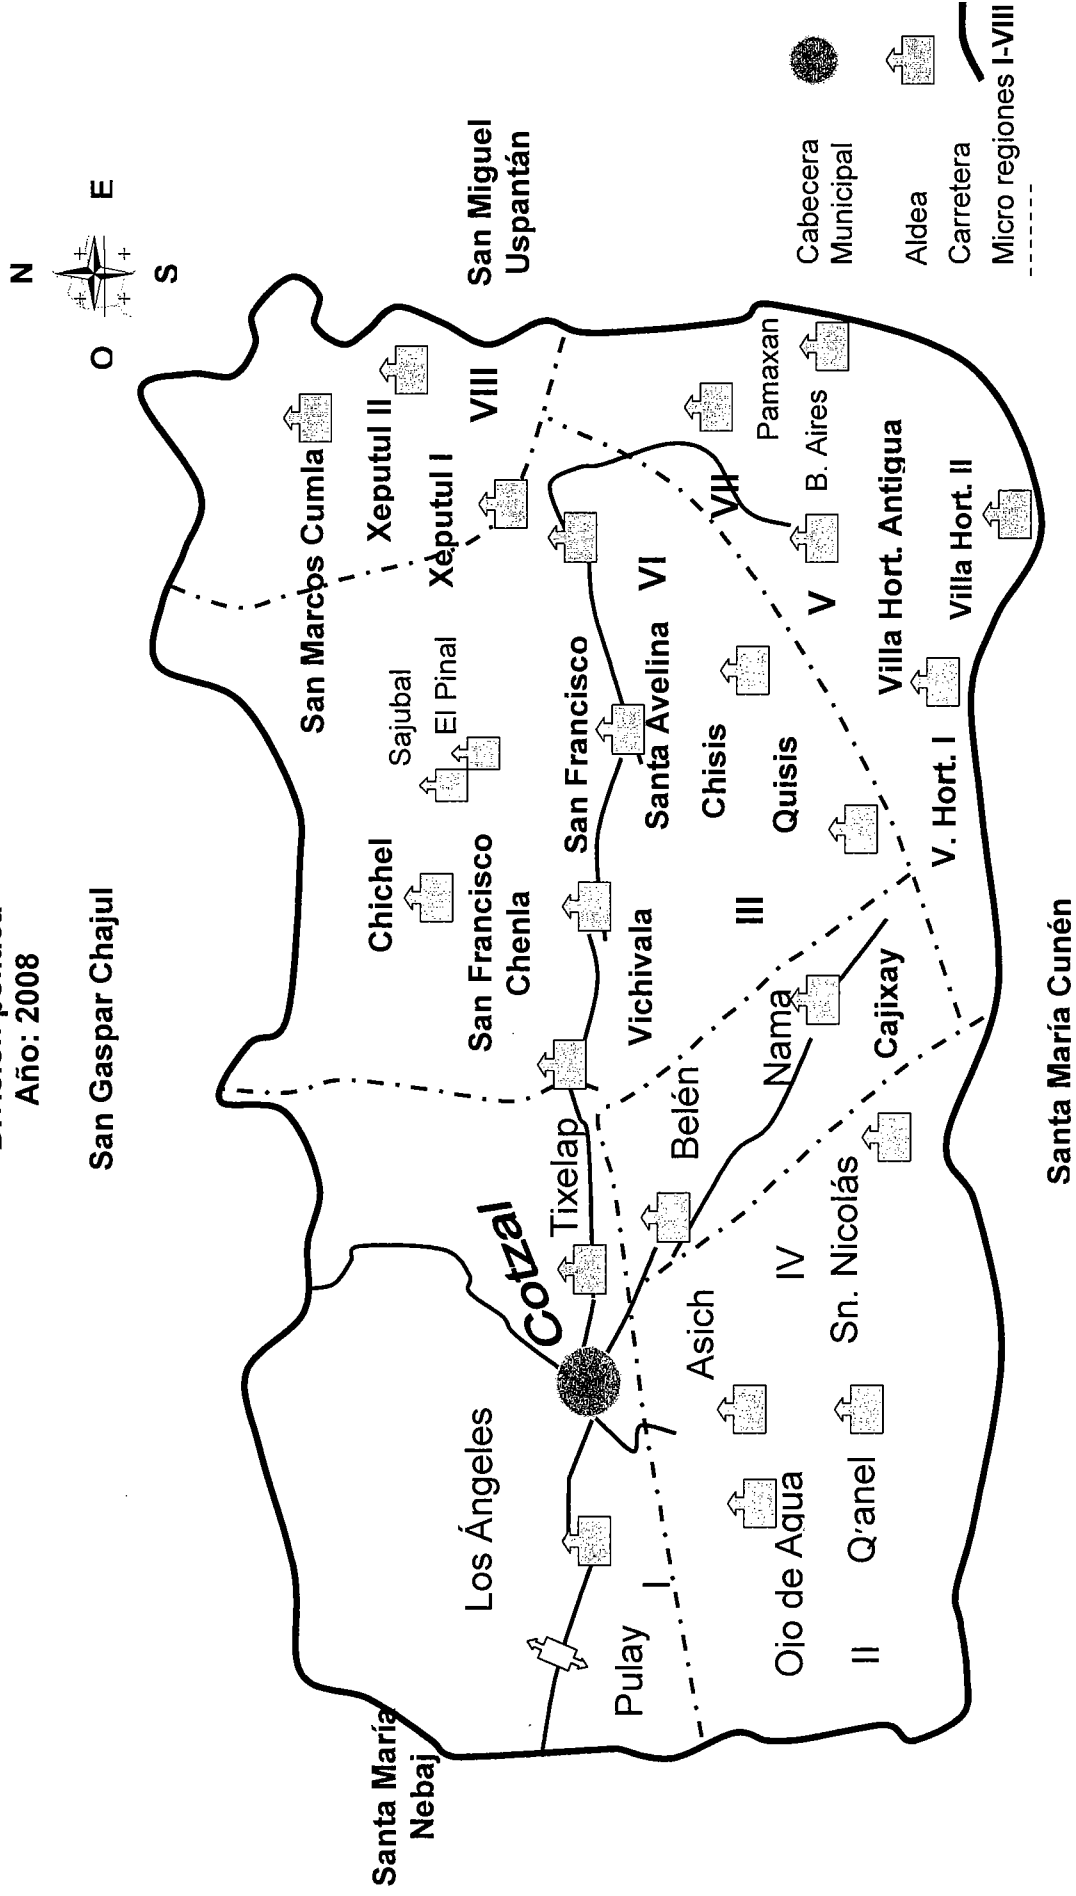 Año: 2008
San Gaspar Chajul
N
O
E
S
Santa María
Nebaj
San Miguel
Uspantán
San Marcos Cumla
Xeputul II
Xeputul I
VIII
Sajubal
El Pinal
Chichel
San Francisco
Chenla
Cotzal
Los Ángeles
Tixelap
San Francisco
Santa Avelina
Vichivala
VI
VII
Pamaxan
B. Aires
V
Chisis
Quisis
III
Villa Hort. Antigua
Villa Hort. II
V. Hort. I
Belén
Nama
Cajixay
Pulay
I
Asich
IV
Sn. Nicolás
Ojo de Aqua
Q'anel
II
Santa María Cunén
Cabecera
Municipal
Aldea
Carretera
Micro regiones I-VIII